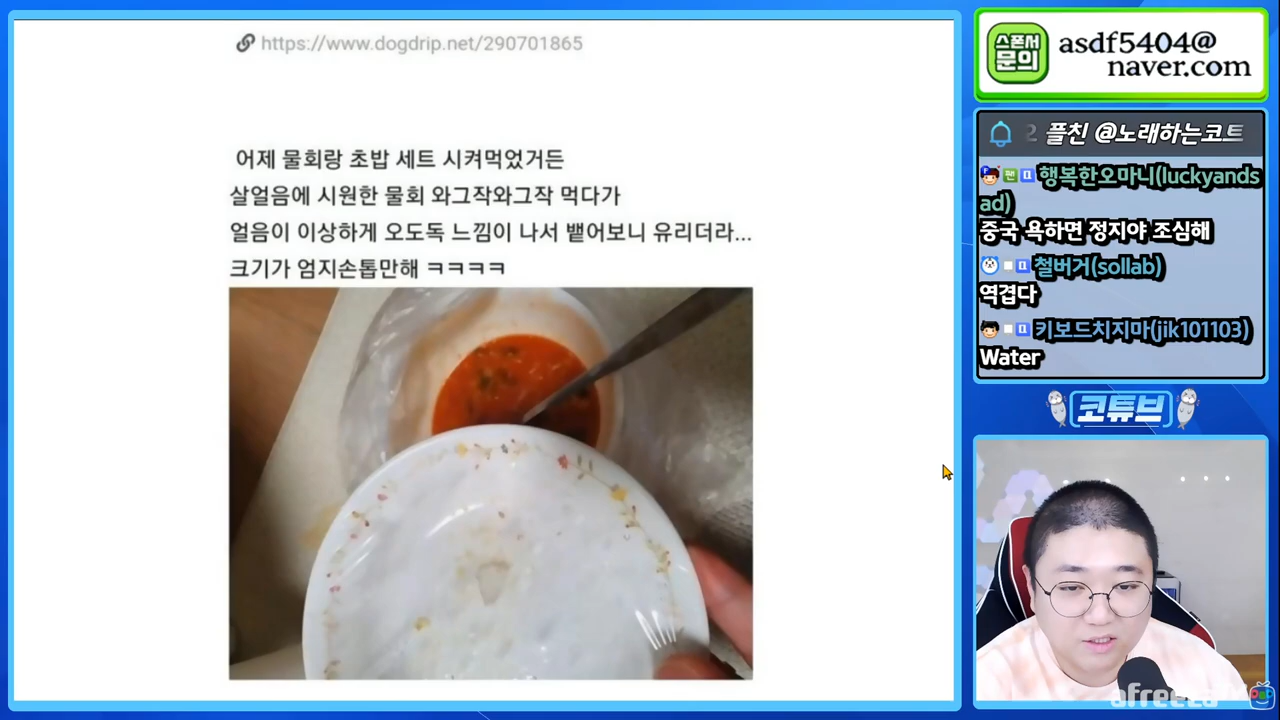 https://www.dogdrip.net/290701865
어제 물회랑 초밥 세트 시켜먹었거든
살얼음에 시원한 물회 와그작와그작 먹다가
얼음이 이상하게 오도독 느낌이 나서 뱉어보니 유리더라...
크기가 엄지손톱만해 ㅋㅋㅋㅋ
스폰서
문의
asdf5404@
naver.com
플친 @노래하는코트
팬
행복한오마니(luckyands
ad)
중국 욕하면 정지야 조심해
철버거(sollab)
역겹다
키보드치지마(jik101103)
Water
코튜브